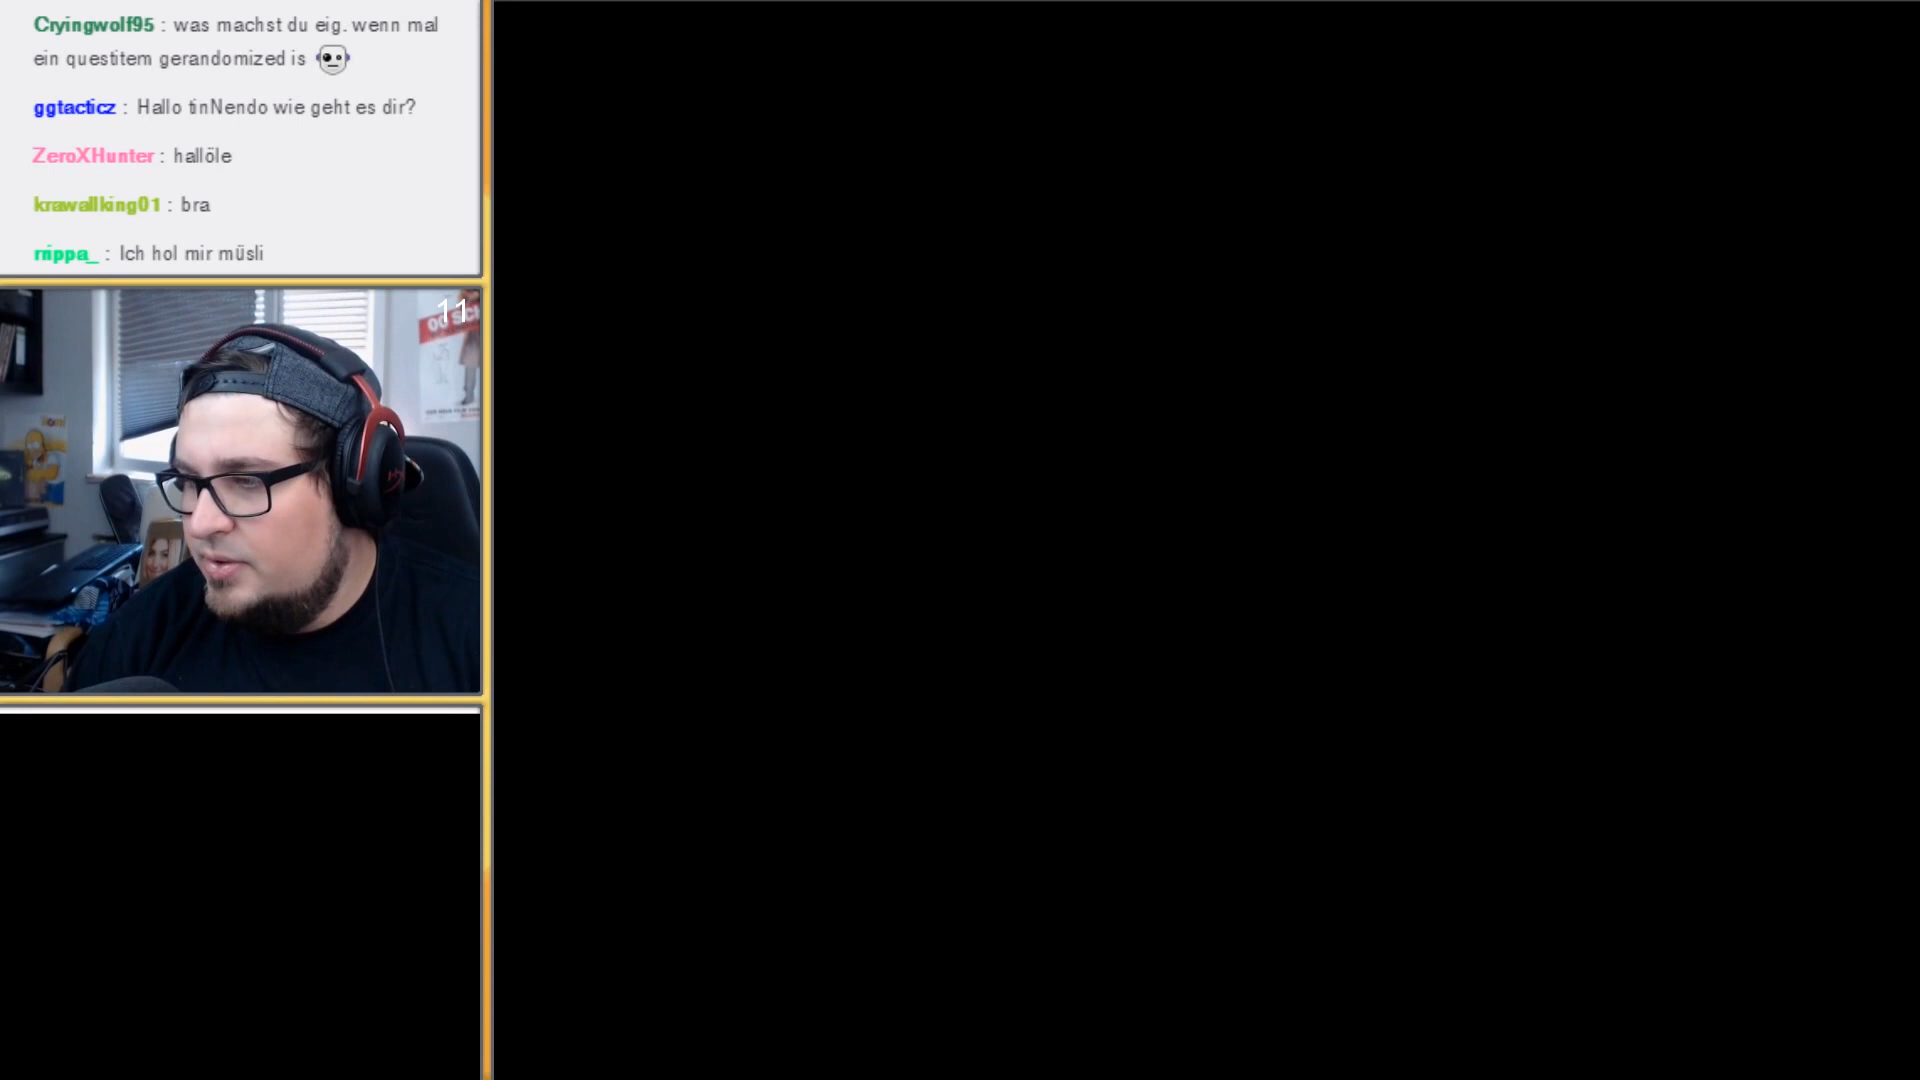 Cryingwolf95 : was machst du eig. wenn mal
ein questitem gerandomized is
ggtacticz : Hallo tinNendo wie geht es dir?
ZeroXHunter : hallöle
krawallking01 : bra
rrippa_ : Ich hol mir müsli
11